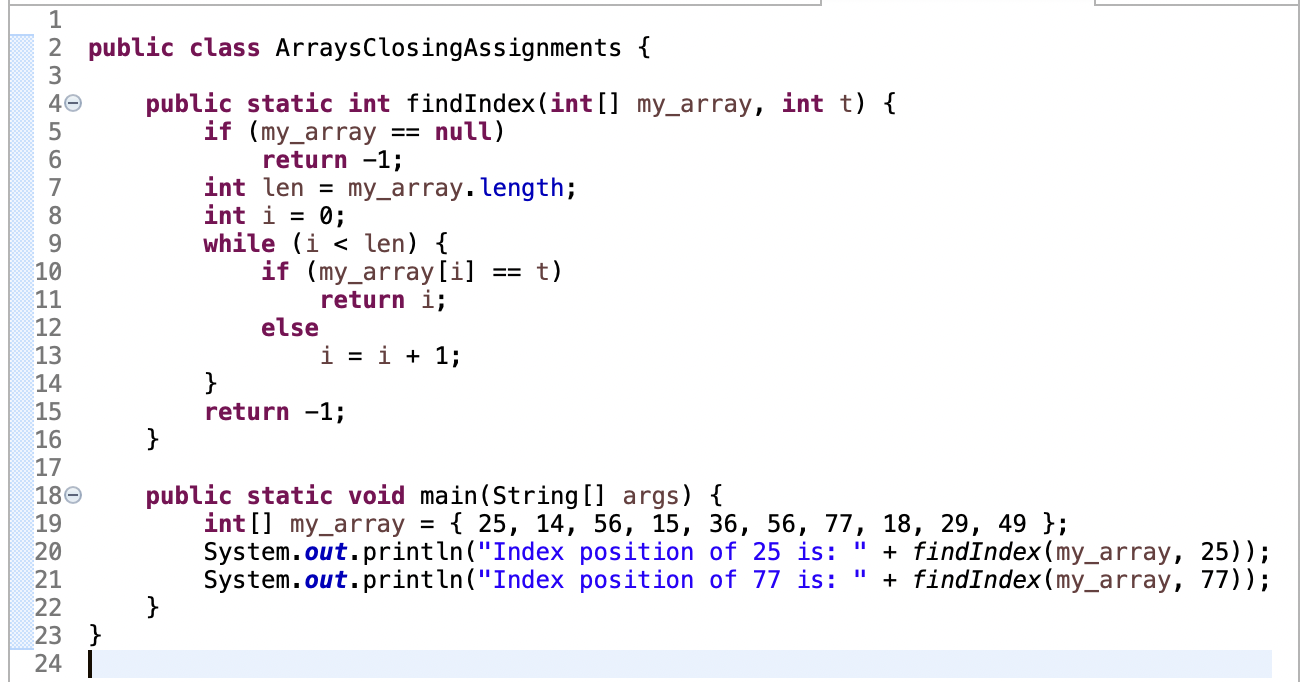 1
2 public class ArraysClosingAssignments {
3
4 public static int findIndex(int[] my_array, int t) {
5 if (my_array == null)
6 return -1;
7 int len = my_array.length;
8 int i = 0;
9 while (i < len) {
10 if (my_array[i] == t)
11 return i;
12 else
13 i = i + 1;
14 }
15 return -1;
16 }
17
18 public static void main(String[] args) {
19 int[] my_array = { 25, 14, 56, 15, 36, 56, 77, 18, 29, 49 };
20 System.out.println("Index position of 25 is: " + findIndex(my_array, 25));
21 System.out.println("Index position of 77 is: " + findIndex(my_array, 77));
22 }
23 }
24